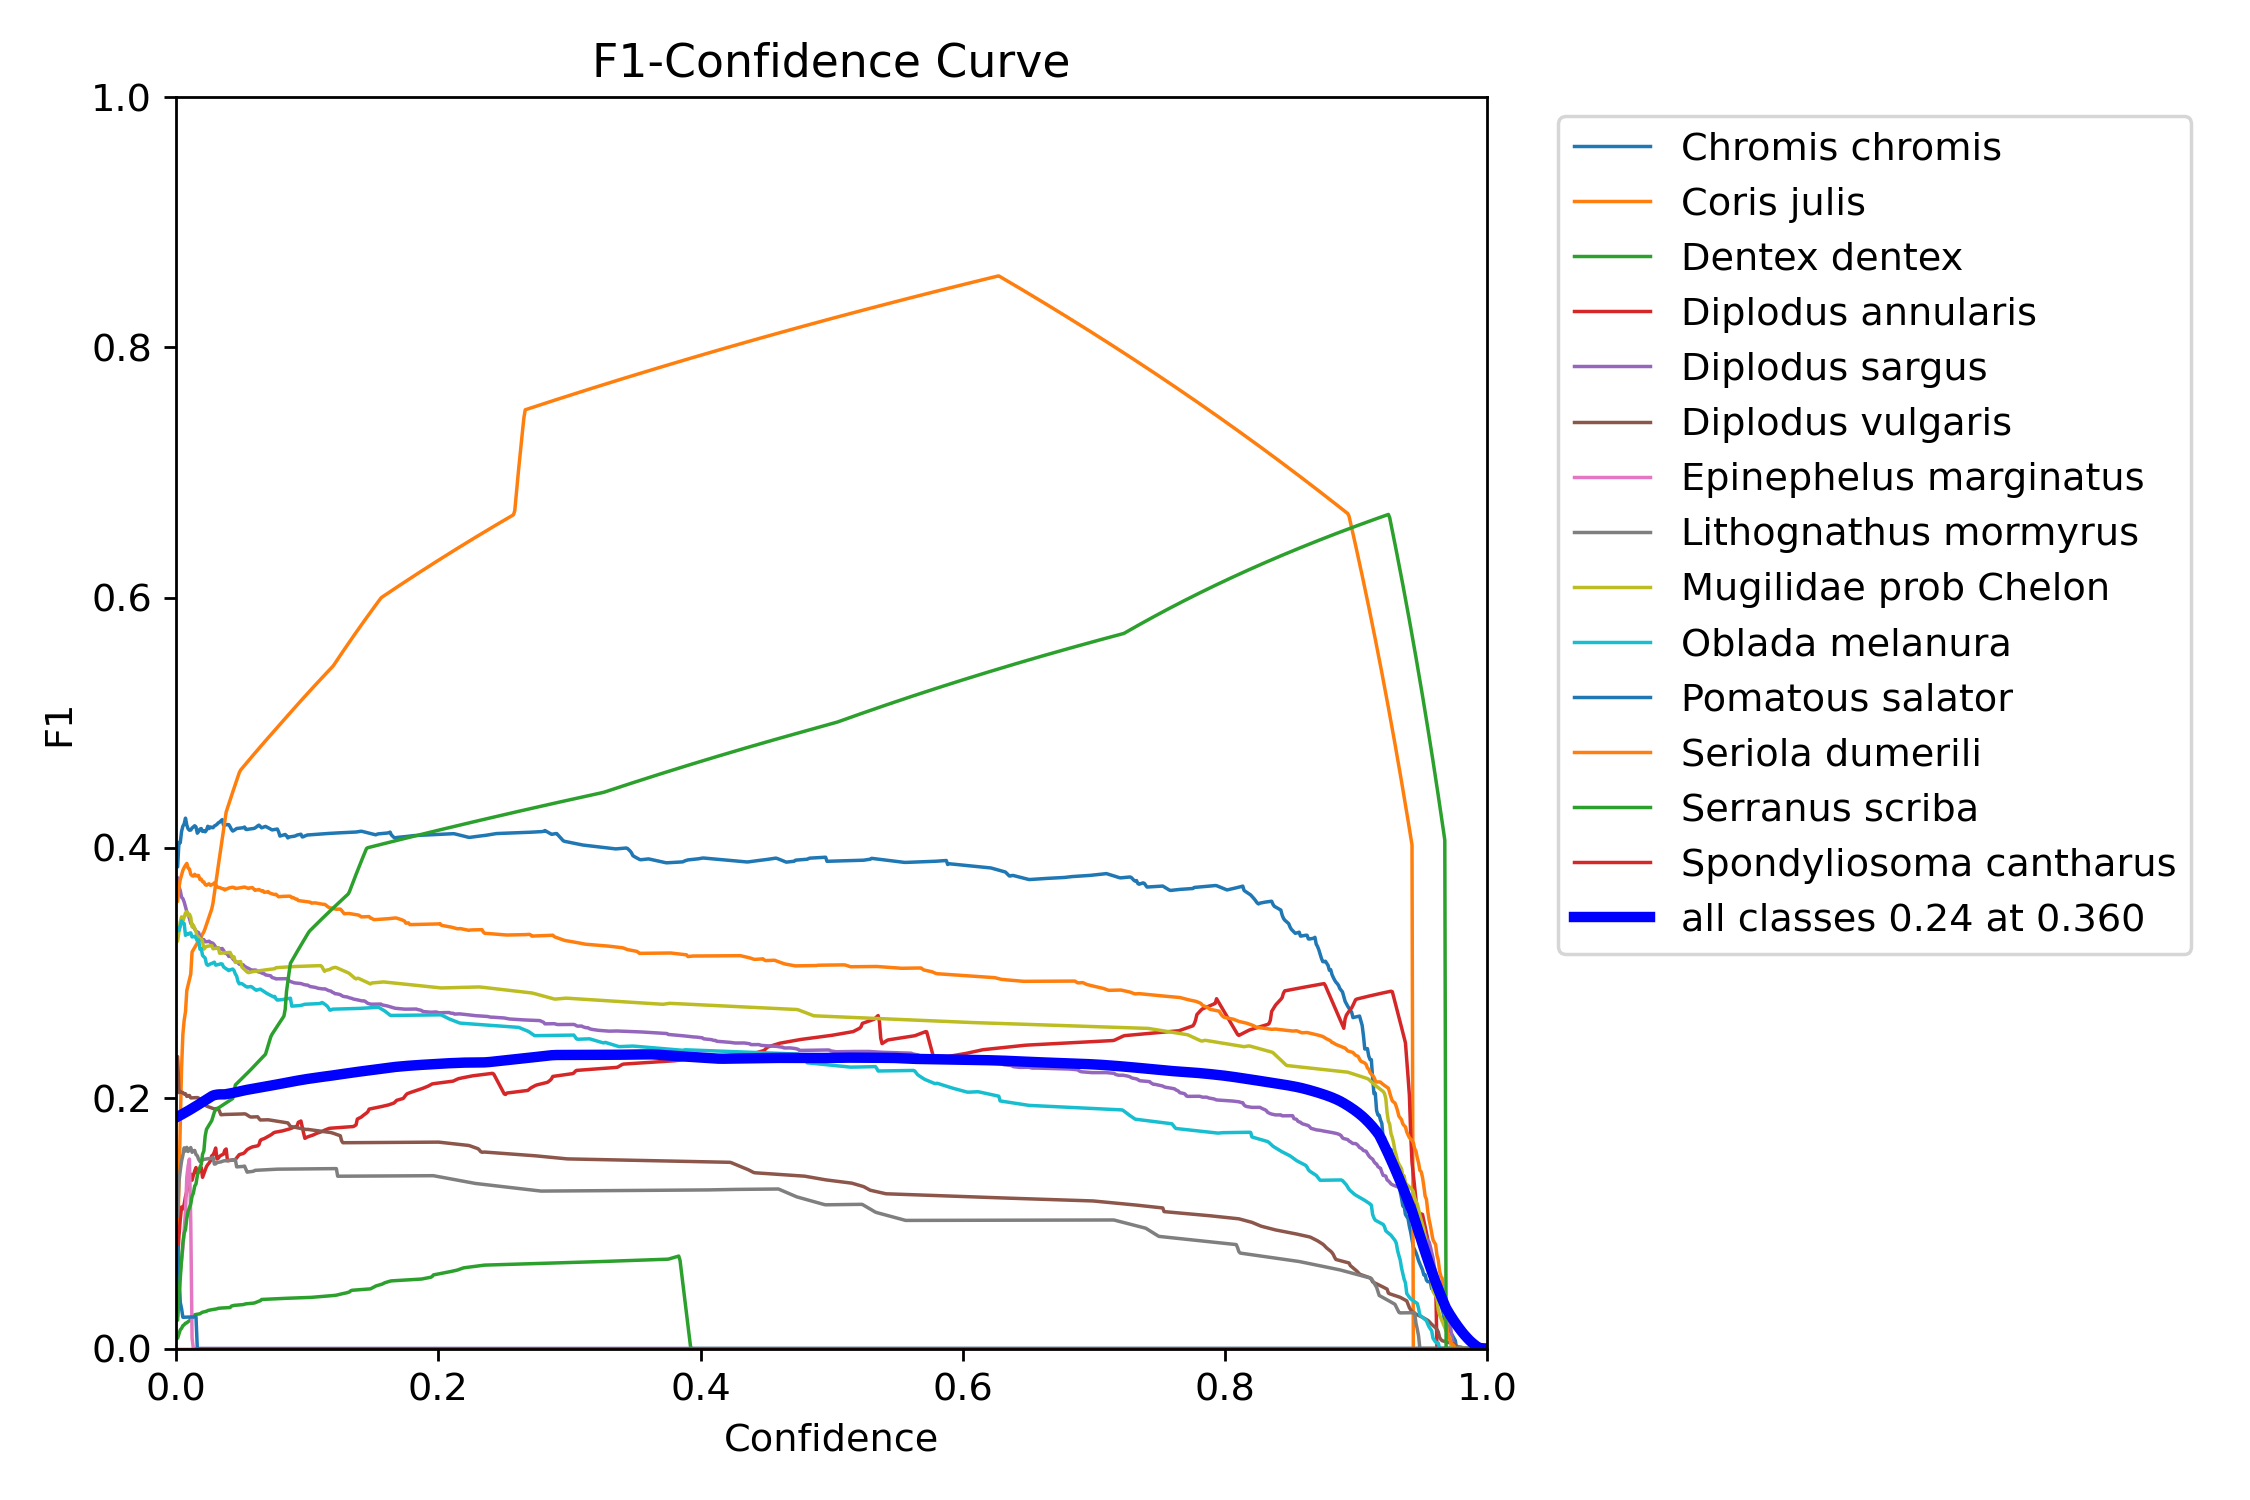 F1-Confidence Curve
1.0
0.8
0.6
0.4
0.2
0.0
F1
0.0 0.2 0.4 0.6 0.8 1.0
Confidence
Chromis chromis
Coris julis
Dentex dentex
Diplodus annularis
Diplodus sargus
Diplodus vulgaris
Epinephelus marginatus
Lithognathus mormyrus
Mugilidae prob Chelon
Oblada melanura
Pomatous salator
Seriola dumerili
Serranus scriba
Spondyliosoma cantharus
all classes 0.24 at 0.360